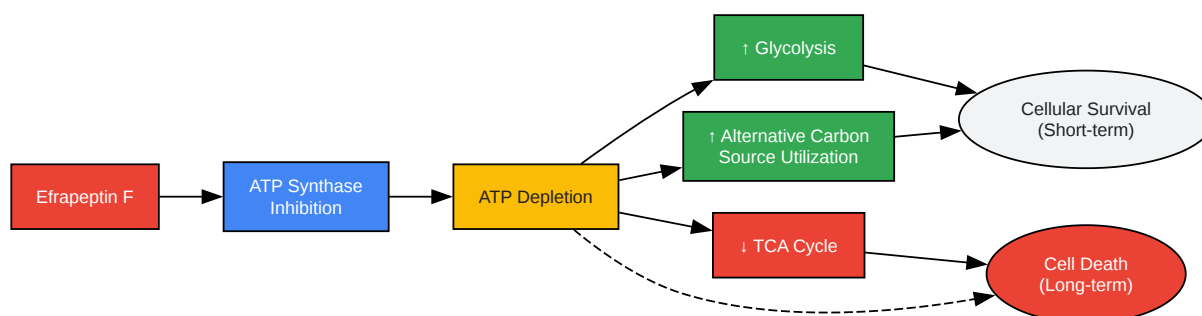 Efrapeptin F
ATP Synthase
Inhibition
ATP Depletion
↑ Glycolysis
↑ Alternative Carbon
Source Utilization
↓ TCA Cycle
Cellular Survival
(Short-term)
Cell Death
(Long-term)